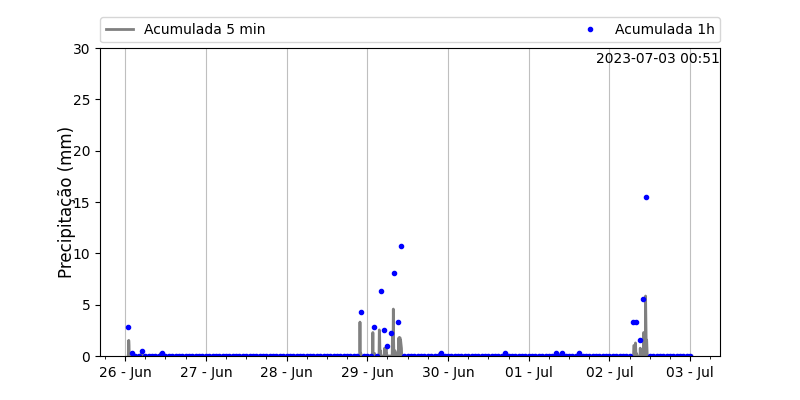 Acumulada 5 min
Acumulada 1h
2023-07-03 00:51
Precipitação (mm)
30
25
20
15
10
5
0
26 - Jun
27 - Jun
28 - Jun
29 - Jun
30 - Jun
01 - Jul
02 - Jul
03 - Jul